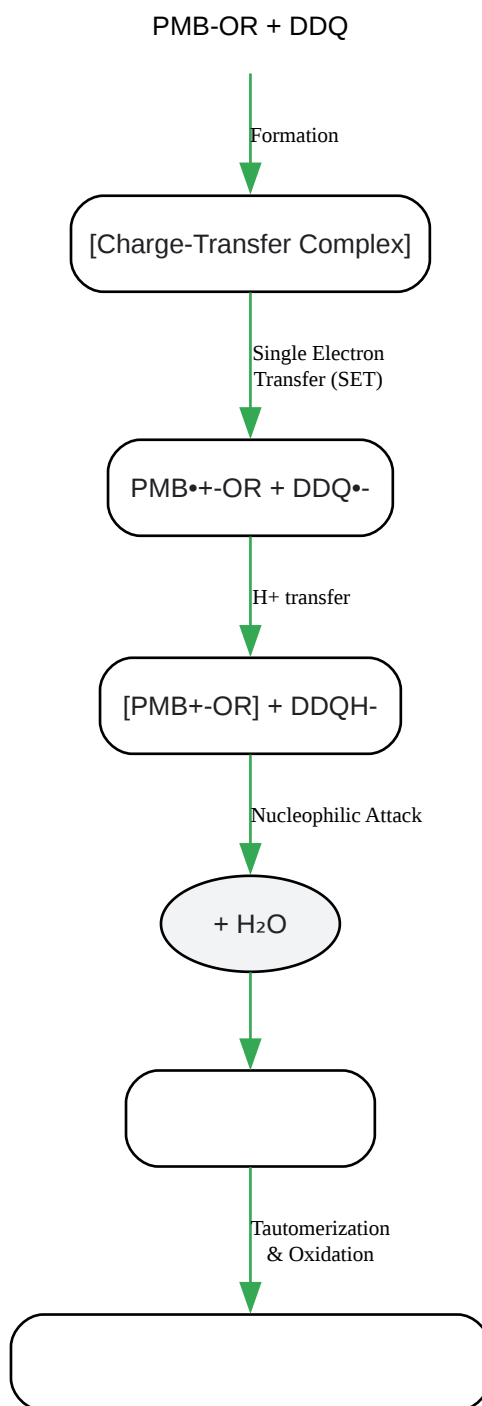 PMB-OR + DDQ
Formation
[Charge-Transfer Complex]
Single Electron
Transfer (SET)
PMB•+-OR + DDQ•-
H+ transfer
[PMB+-OR] + DDQH-
Nucleophilic Attack
+ H₂O
Tautomerization
& Oxidation